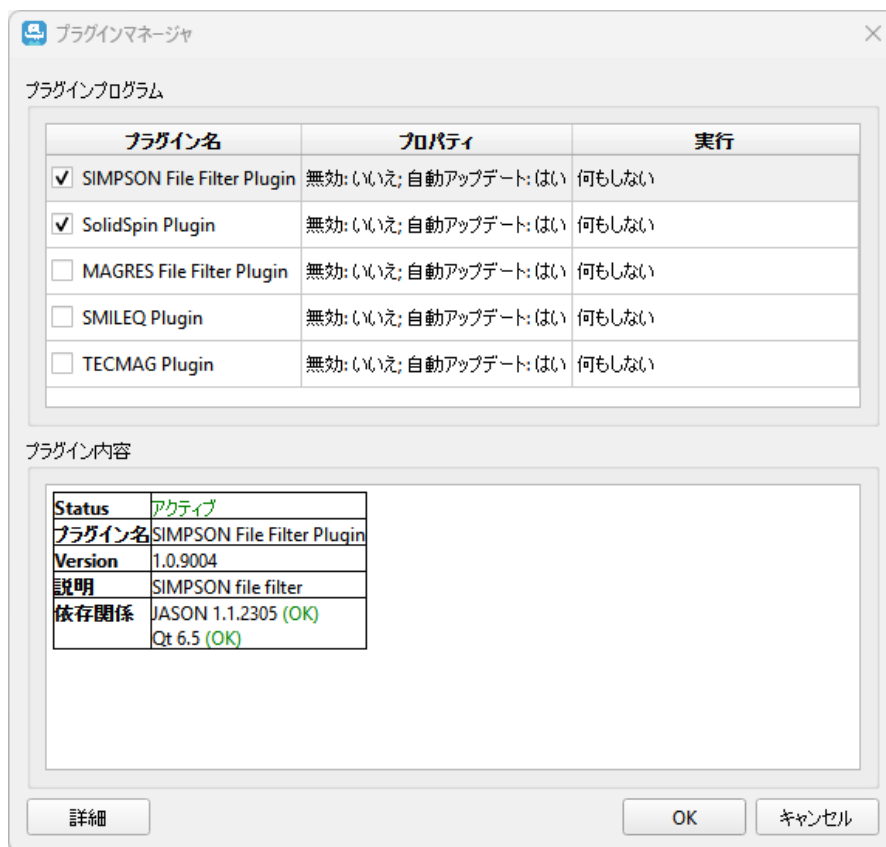 プラグインマネージャ
プラグインプログラム
プラグイン名 プロパティ 実行
SIMPSON File Filter Plugin 無効: いいえ; 自動アップデート: はい 何もしない
SolidSpin Plugin 無効: いいえ; 自動アップデート: はい 何もしない
MAGRES File Filter Plugin 無効: いいえ; 自動アップデート: はい 何もしない
SMILEQ Plugin 無効: いいえ; 自動アップデート: はい 何もしない
TECMAG Plugin 無効: いいえ; 自動アップデート: はい 何もしない
プラグイン内容
Status アクティブ
プラグイン名 SIMPSON File Filter Plugin
Version 1.0.9004
説明 SIMPSON file filter
依存関係 JASON 1.1.2305 (OK)
Qt 6.5 (OK)
詳細 OK キャンセル